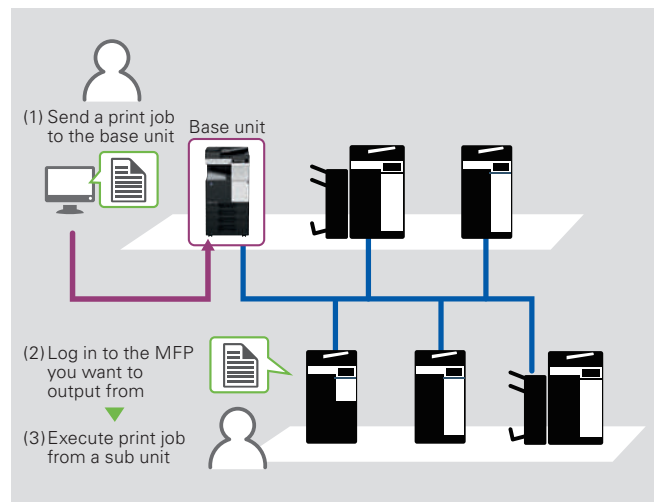 (1) Send a print job
to the base unit
Base unit
(2) Log in to the MFP
you want to
output from
(3) Execute print job
from a sub unit